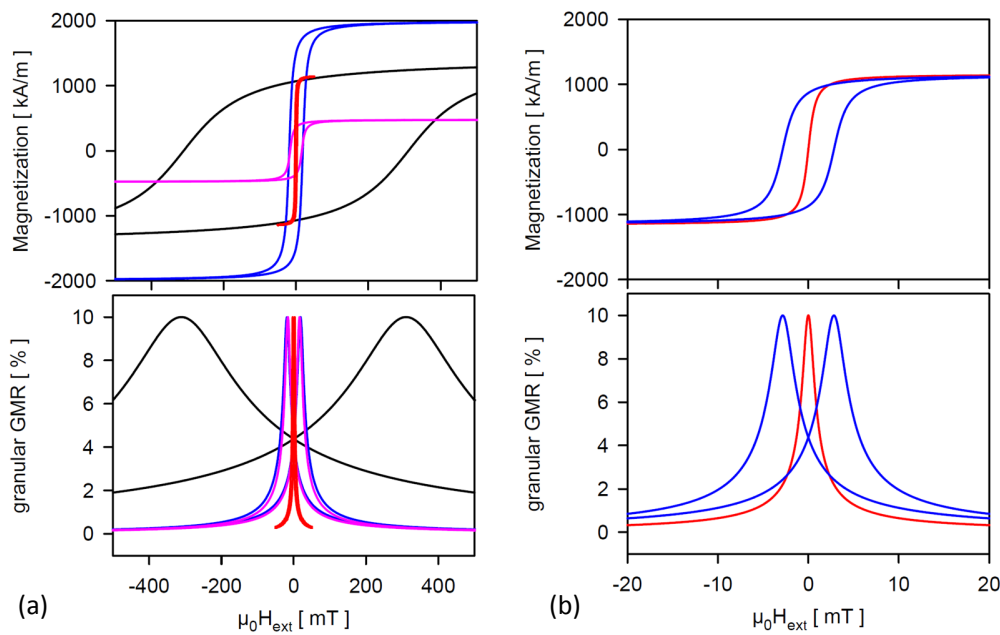 Magnetization [ kA/m ]
2000
1000
0
-1000
-2000
granular GMR [ % ]
10
8
6
4
2
0
-400 -200 0 200 400
µ0Hext [ mT ]
(a)
Magnetization [ kA/m ]
2000
1000
0
-1000
-2000
granular GMR [ % ]
10
8
6
4
2
0
-20 -10 0 10 20
µ0Hext [ mT ]
(b)